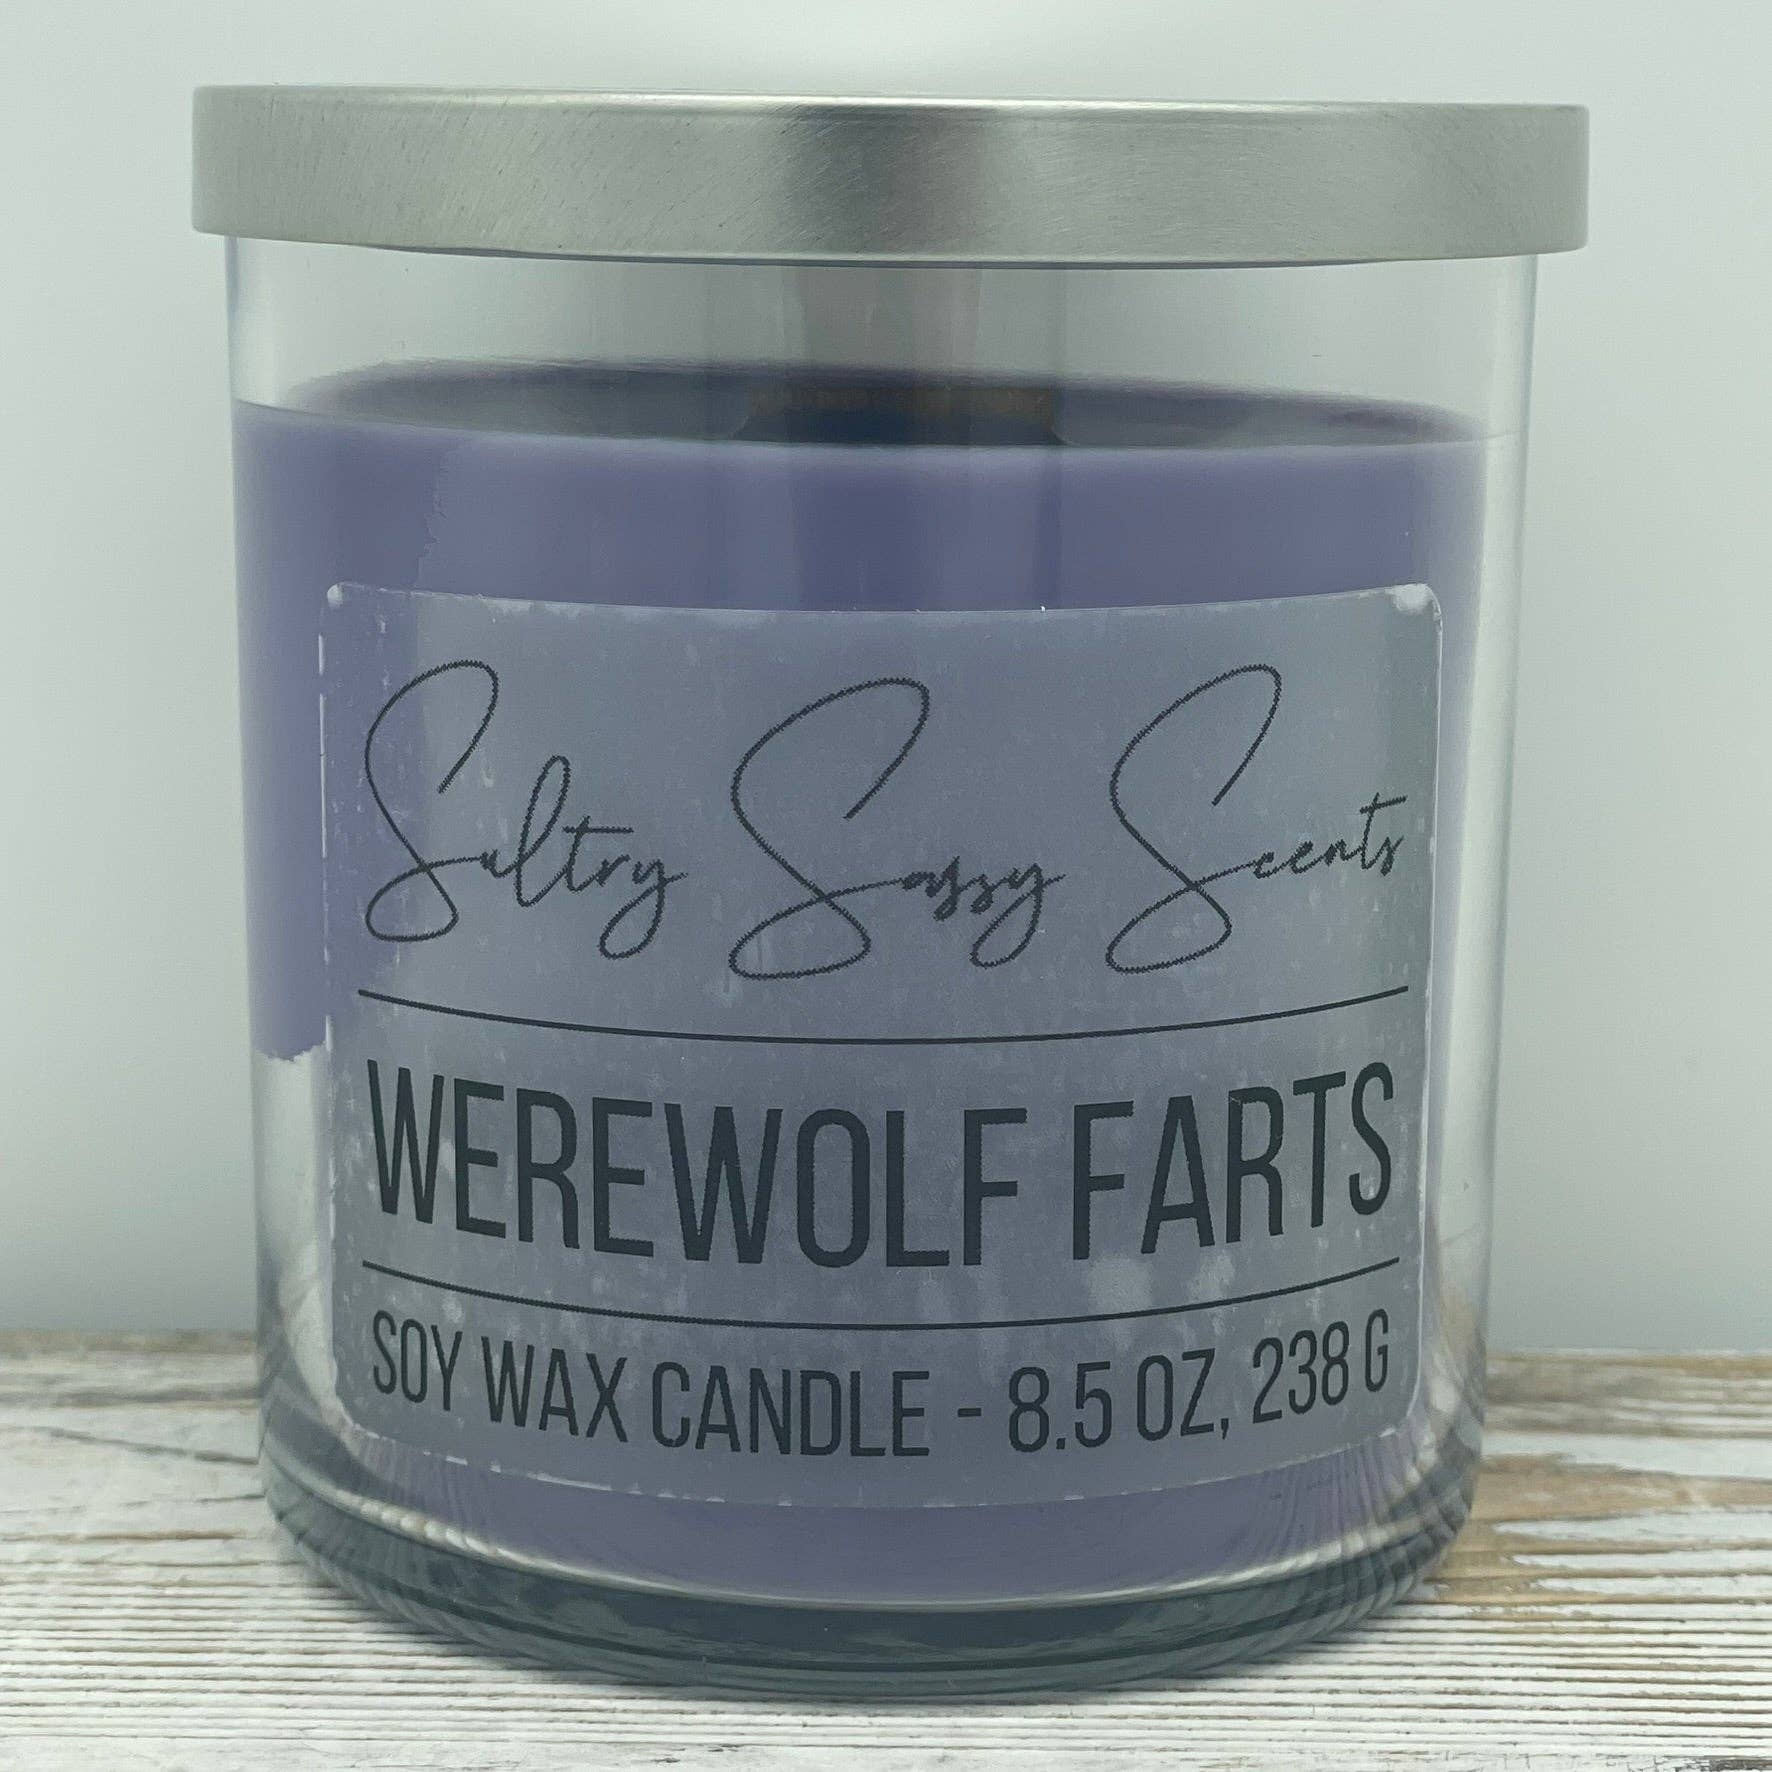 Sultry Sassy Scents
WEREWOLF FARTS
SOY WAX CANDLE - 8.5 OZ, 238 G